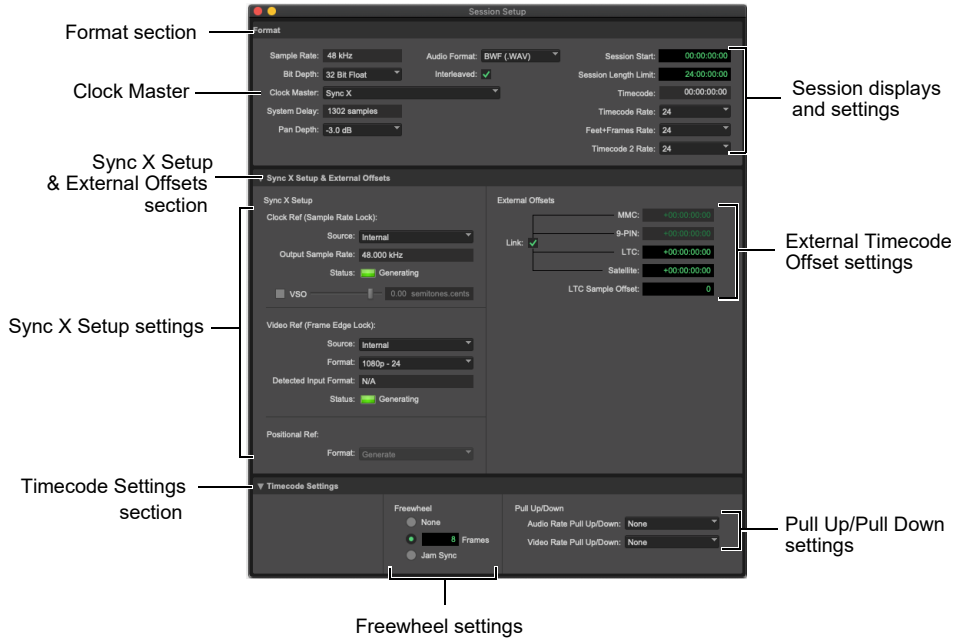 Session Setup
Format section
Format
Sample Rate: 48 kHz
Audio Format: BWF (.WAV)
Session Start: 00:00:00:00
Bit Depth: 32 Bit Float
Interleaved:
Session Length Limit: 24:00:00:00
Clock Master
Clock Master: Sync X
Timecode: 00:00:00:00
Session displays
and settings
System Delay: 1302 samples
Timecode Rate: 24
Pan Depth: -3.0 dB
Feet+Frames Rate: 24
Timecode 2 Rate: 24
Sync X Setup
& External Offsets
section
Sync X Setup & External Offsets
Sync X Setup
Clock Ref (Sample Rate Lock):
Source: Internal
Output Sample Rate: 48.000 kHz
Status: Generating
VSO 0.00 semitones.cents
External Offsets
MMC: +00:00:00:00
9-PIN: +00:00:00:00
Link:
LTC: +00:00:00:00
Satellite: +00:00:00:00
LTC Sample Offset: 0
External Timecode
Offset settings
Sync X Setup settings
Video Ref (Frame Edge Lock):
Source: Internal
Format: 1080p - 24
Detected Input Format: N/A
Status: Generating
Positional Ref:
Format: Generate
Timecode Settings
section
Timecode Settings
Freewheel
None
8 Frames
Jam Sync
Pull Up/Down
Audio Rate Pull Up/Down: None
Video Rate Pull Up/Down: None
Pull Up/Pull Down
settings
Freewheel settings